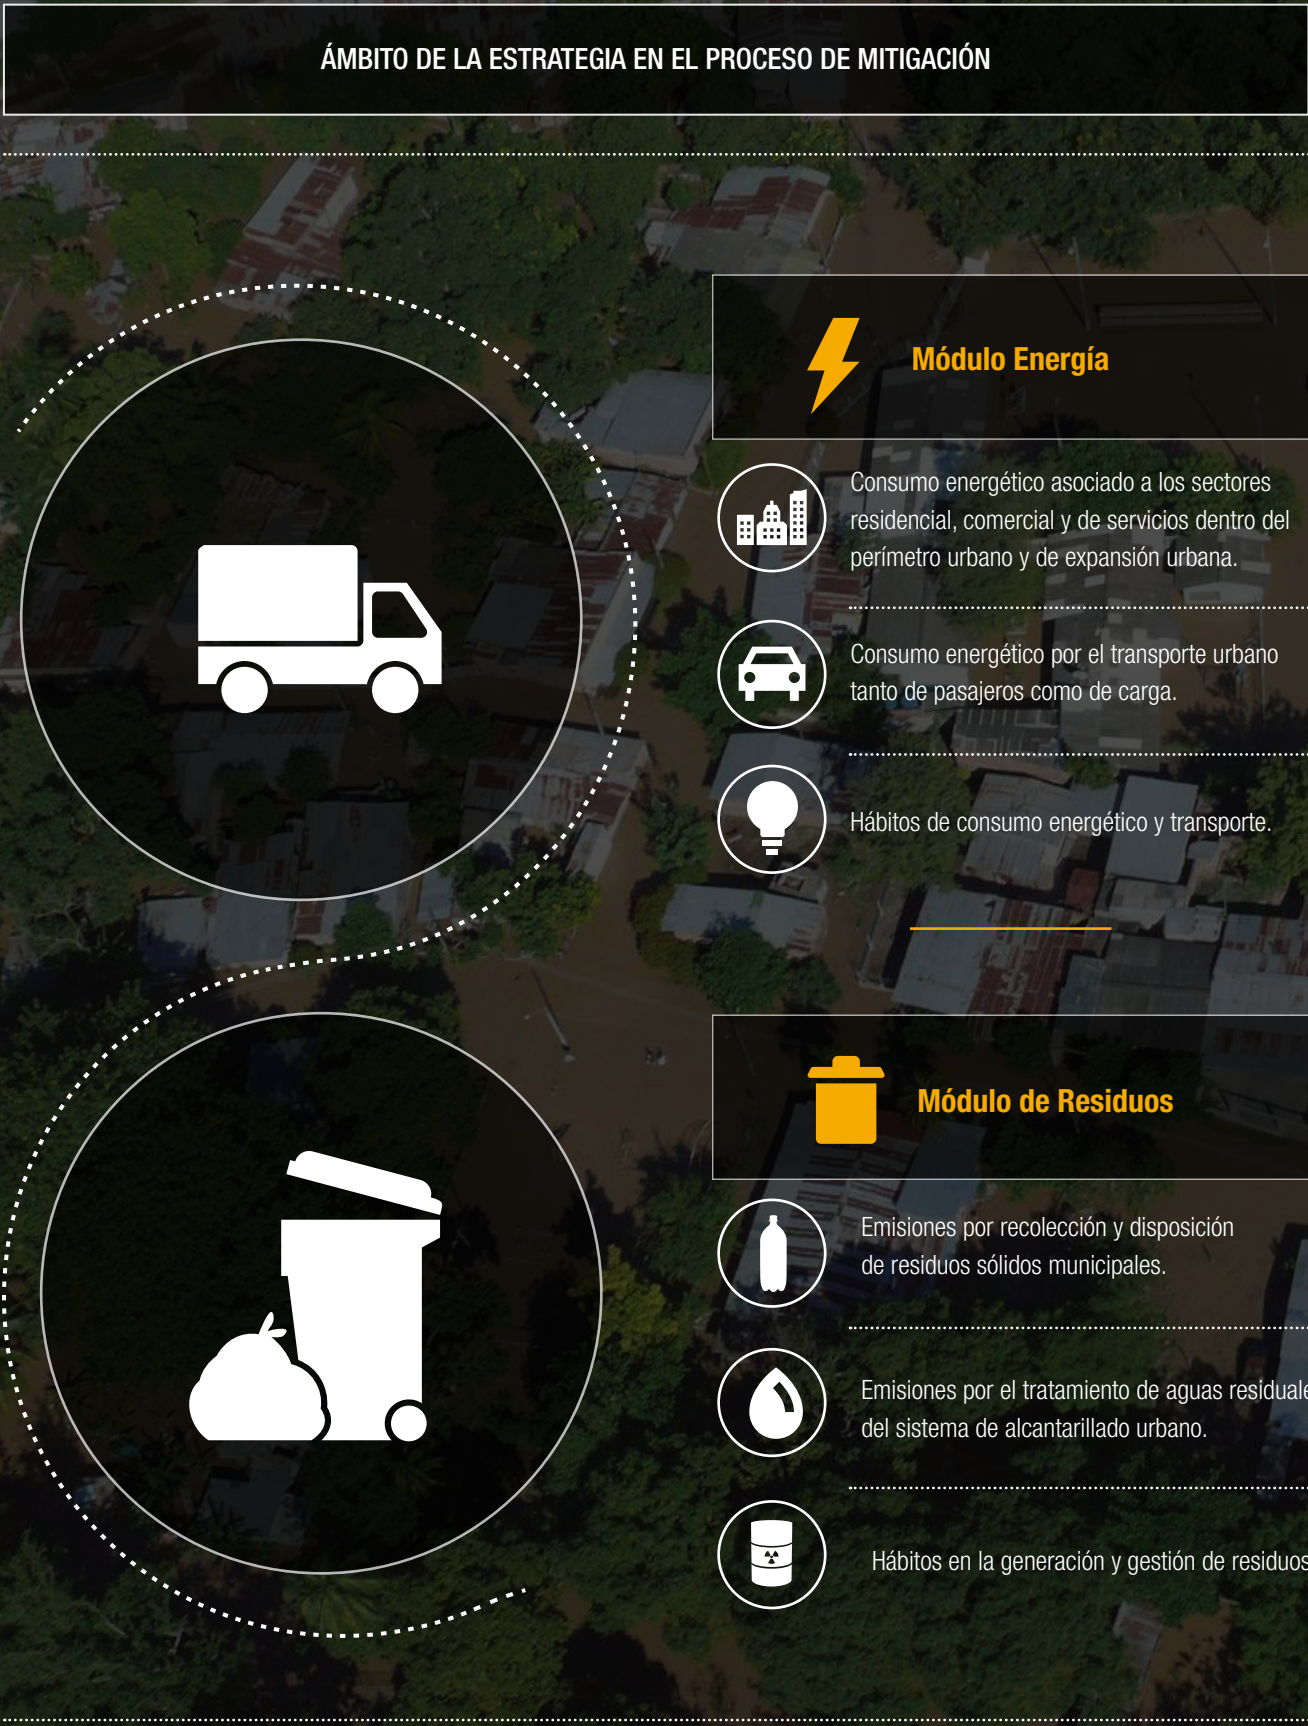 ÁMBITO DE LA ESTRATEGIA EN EL PROCESO DE MITIGACIÓN
Módulo Energía
Consumo energético asociado a los sectores
residencial, comercial y de servicios dentro del
perímetro urbano y de expansión urbana.
Consumo energético por el transporte urbano
tanto de pasajeros como de carga.
Hábitos de consumo energético y transporte.
Módulo de Residuos
Emisiones por recolección y disposición
de residuos sólidos municipales.
Emisiones por el tratamiento de aguas residuale
del sistema de alcantarillado urbano.
Hábitos en la generación y gestión de residuos